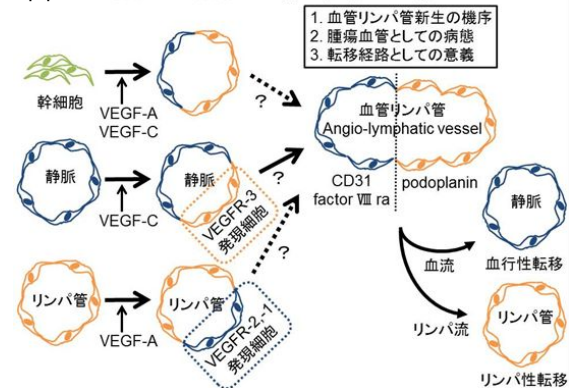 1. 血管リンパ管新生の機序
2. 腫瘍血管としての病態
3. 転移経路としての意義
幹細胞
VEGF-A
VEGF-C
?
血管リンパ管
Angio-lymphatic vessel
CD31
factor Ⅷ ra
podoplanin
静脈
VEGF-C
静脈
VEGFR-3
発現細胞
?
リンパ管
VEGF-A
リンパ管
VEGFR-2,-1
発現細胞
?
血流
静脈
血行性転移
リンパ流
リンパ管
リンパ性転移